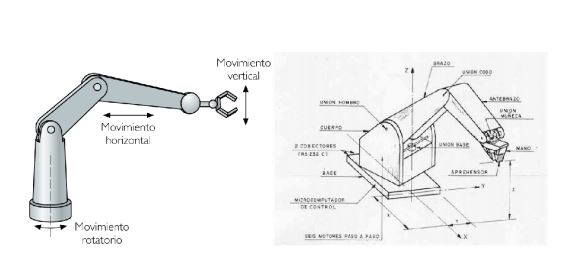 Movimiento
vertical
Movimiento
horizontal
Movimiento
rotatorio
Z
BRAZO
UNION CODO
ANTEBRAZO
UNION
MUÑECA
UNION HOMBRO
CUERPO
2 CONECTORES
(RS 232 C)
UNION BASE
MANO
BASE
APREHENSOR
Z
Y
MICROCOMPUTADOR
DE CONTROL
X
Y
X
SEIS MOTORES PASO A PASO